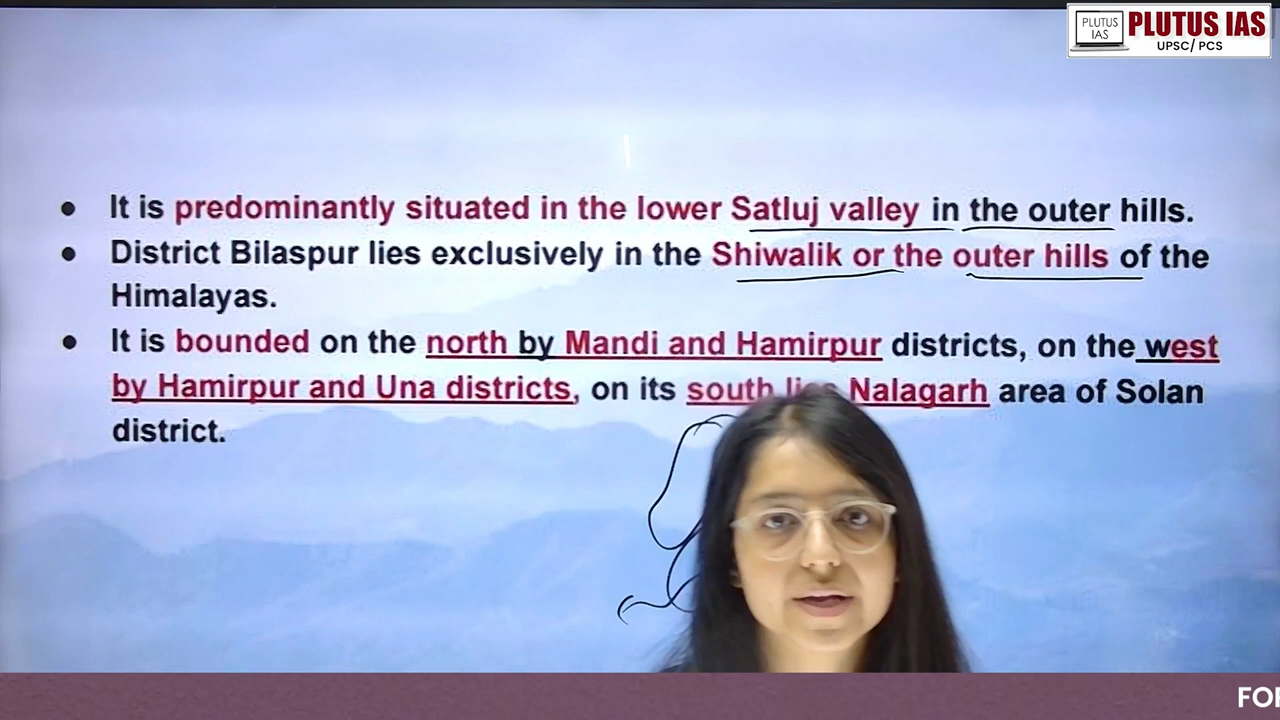 PLUTUS IAS
PLUTUS IAS
UPSC/ PCS
• It is predominantly situated in the lower Satluj valley in the outer hills.
• District Bilaspur lies exclusively in the Shiwalik or the outer hills of the
Himalayas.
• It is bounded on the north by Mandi and Hamirpur districts, on the west
by Hamirpur and Una districts, on its south lies Nalagarh area of Solan
district.